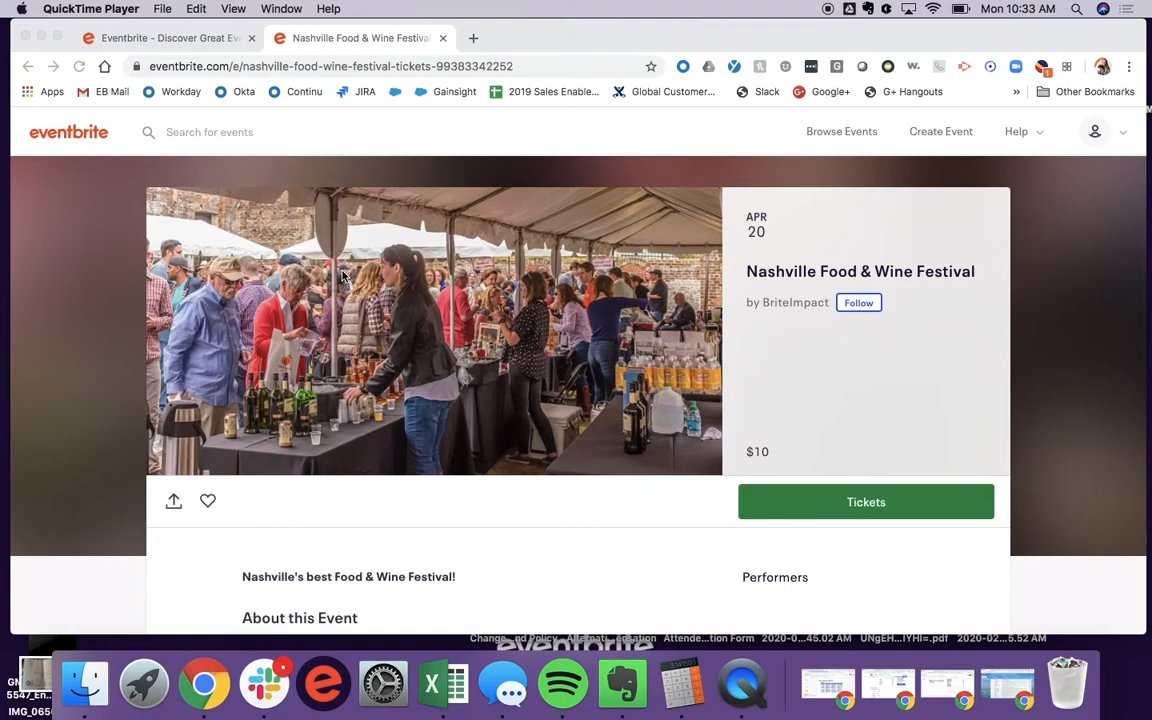 QuickTime Player File Edit View Window Help Mon 10:33 AM
Eventbrite - Discover Great Ev Nashville Food & Wine Festival
eventbrite.com/e/nashville-food-wine-festival-tickets-99383342252
Apps EB Mail Workday Okta Continu JIRA Gainsight 2019 Sales Enable... Global Customer... Slack Google+ G+ Hangouts » Other Bookmarks
eventbrite Search for events Browse Events Create Event Help
APR
20
Nashville Food & Wine Festival
by BriteImpact Follow
$10
Tickets
Nashville's best Food & Wine Festival!
Performers
About this Event
eventbrite